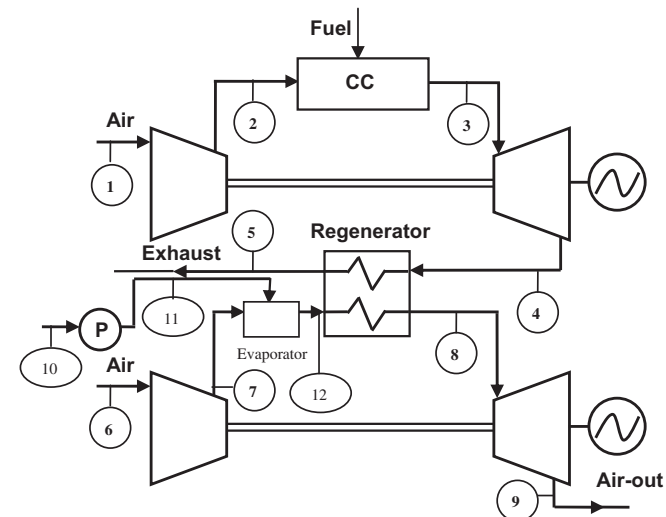 Fuel
CC
Air
2
3
1
5
Regenerator
Exhaust
4
P
11
10
Evaporator
8
Air
7
12
6
9
Air-out